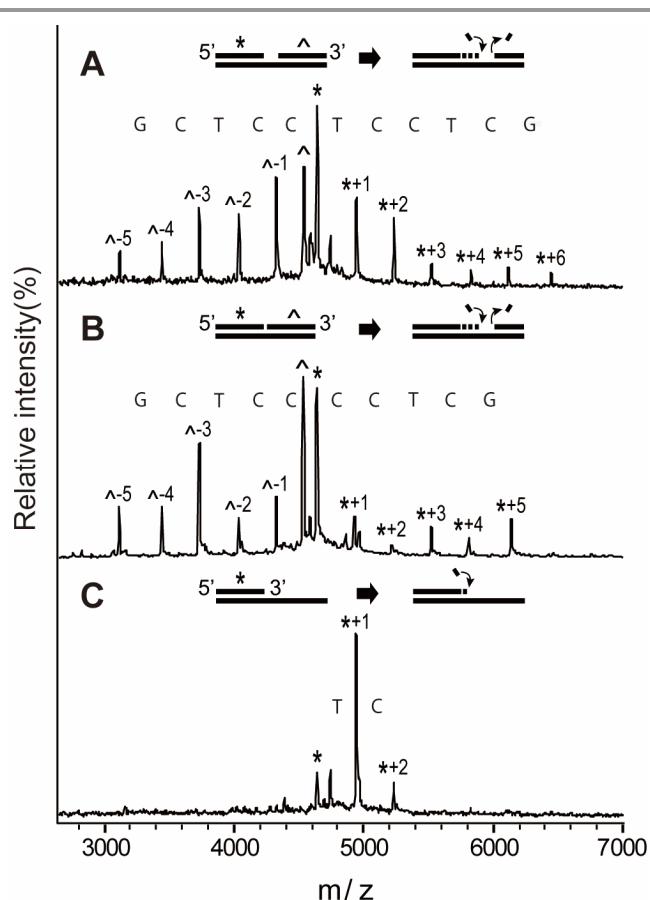 A
5' * ^ 3'
*
G C T C C T C C T C G
^-5 ^-4 ^-3 ^-2 ^-1 ^ *+1 *+2 *+3 *+4 *+5 *+6
B
5' * ^ 3'
^ *
G C T C C C C T C G
^-5 ^-4 ^-3 ^-2 ^-1 *+1 *+2 *+3 *+4 *+5
C
5' * 3'
*+1
T C
* *+2
3000 4000 5000 6000 7000
m/z
Relative intensity(%)